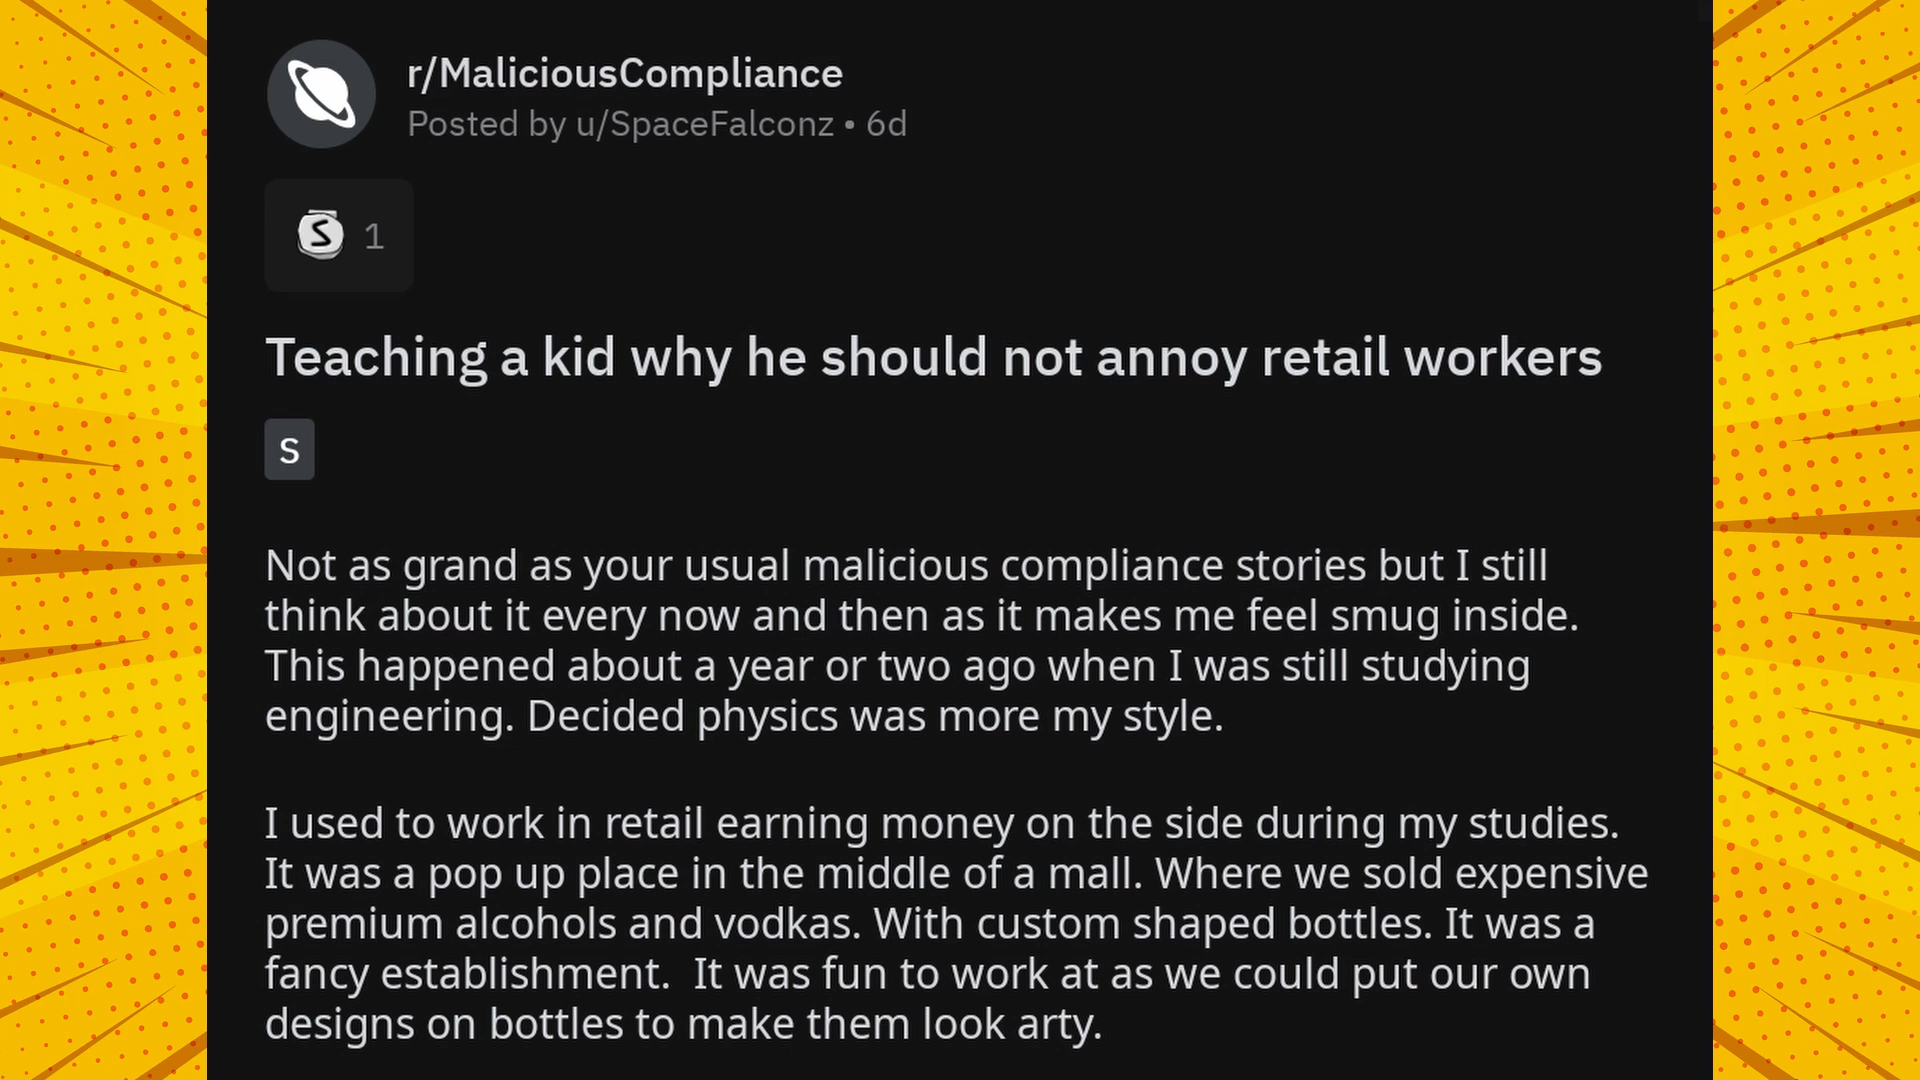 r/MaliciousCompliance
Posted by u/SpaceFalconz • 6d
S 1
Teaching a kid why he should not annoy retail workers
S
Not as grand as your usual malicious compliance stories but I still
think about it every now and then as it makes me feel smug inside.
This happened about a year or two ago when I was still studying
engineering. Decided physics was more my style.
I used to work in retail earning money on the side during my studies.
It was a pop up place in the middle of a mall. Where we sold expensive
premium alcohols and vodkas. With custom shaped bottles. It was a
fancy establishment.  It was fun to work at as we could put our own
designs on bottles to make them look arty.